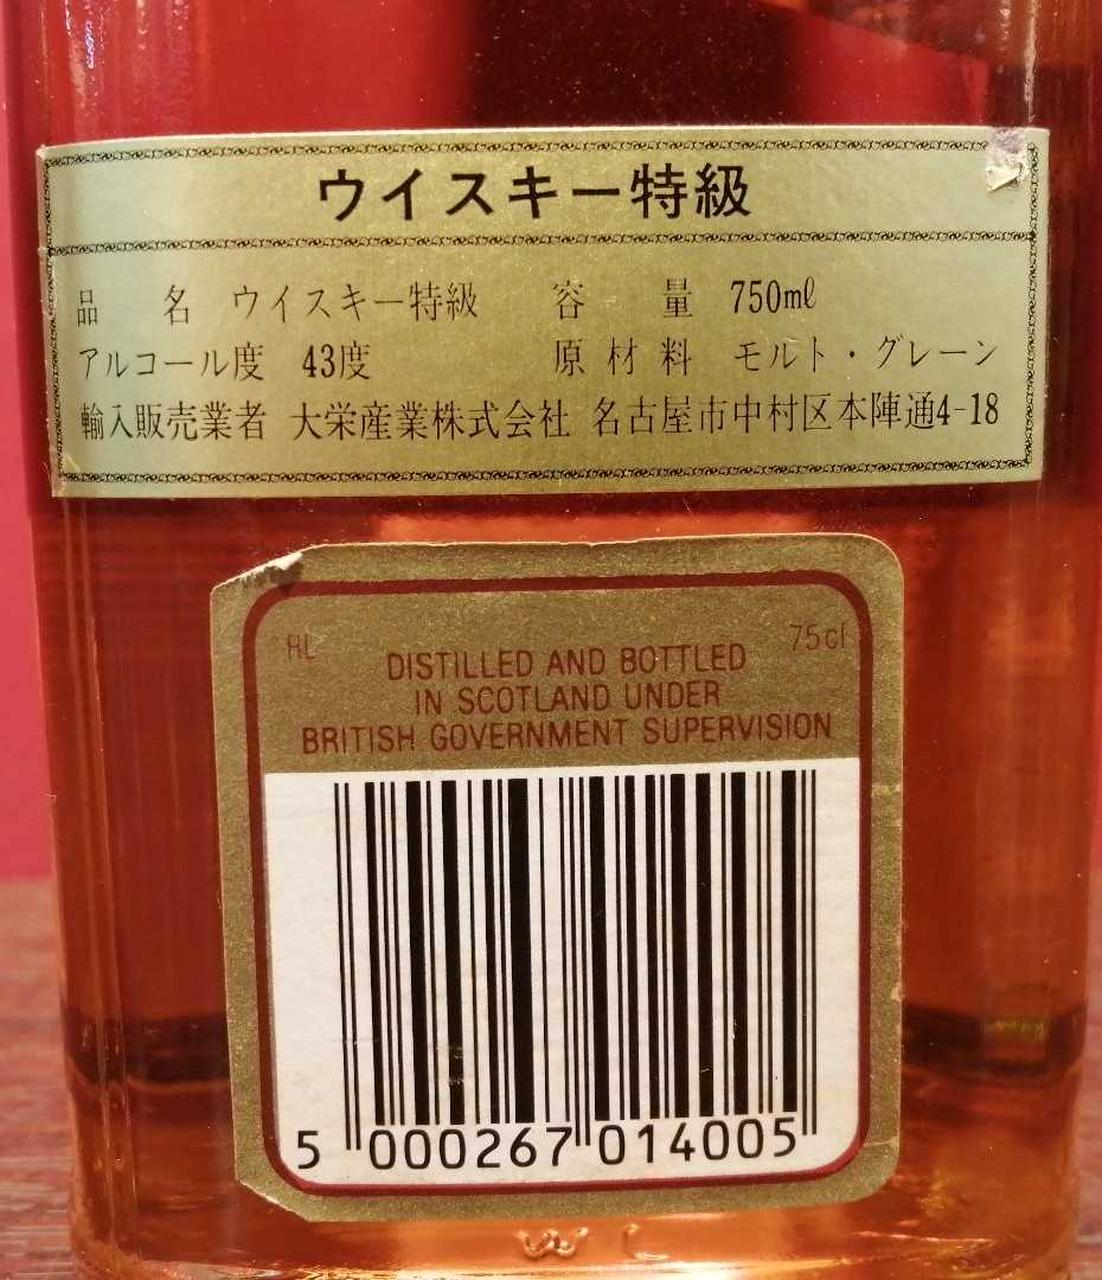 ウイスキー特級
品 名 ウイスキー特級 容 量 750mℓ
アルコール度 43度 原材料 モルト・グレーン
輸入販売業者 大栄産業株式会社 名古屋市中村区本陣通4-18
RL 75cl
DISTILLED AND BOTTLED
IN SCOTLAND UNDER
BRITISH GOVERNMENT SUPERVISION
5 000267 014005
W L